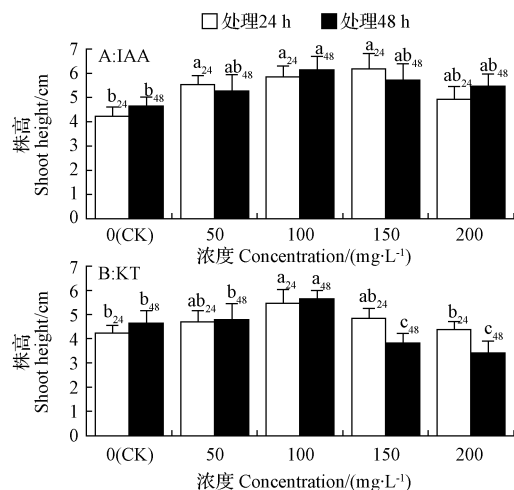 处理24 h 处理48 h
A:IAA
株高
Shoot height/cm
7
6
5
4
3
2
1
0
b24 b48 a24 ab48 a24 a48 a24 ab48 ab24 ab48
0(CK) 50 100 150 200
浓度 Concentration/(mg·L-1)
B:KT
株高
Shoot height/cm
7
6
5
4
3
2
1
0
b24 b48 ab24 b48 a24 a48 ab24 c48 b24 c48
0(CK) 50 100 150 200
浓度 Concentration/(mg·L-1)